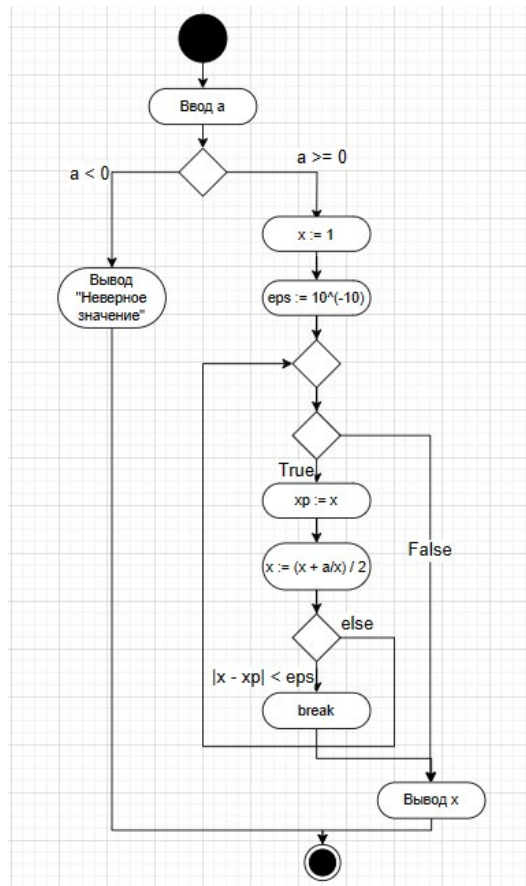 Ввод a
a < 0
a >= 0
x := 1
Вывод
"Неверное
значение"
eps := 10^(-10)
True
xp := x
False
x := (x + a/x) / 2
else
|x - xp| < eps
break
Вывод x